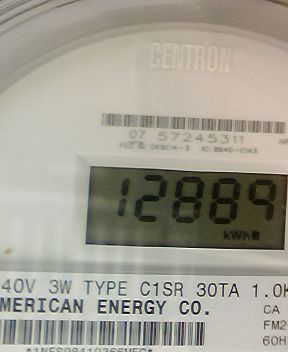 CENTRON®
07 57245311
12889
kWh
40V 3W TYPE C1SR 30TA 1.0K
MERICAN ENERGY CO.
CA
FM2
60H